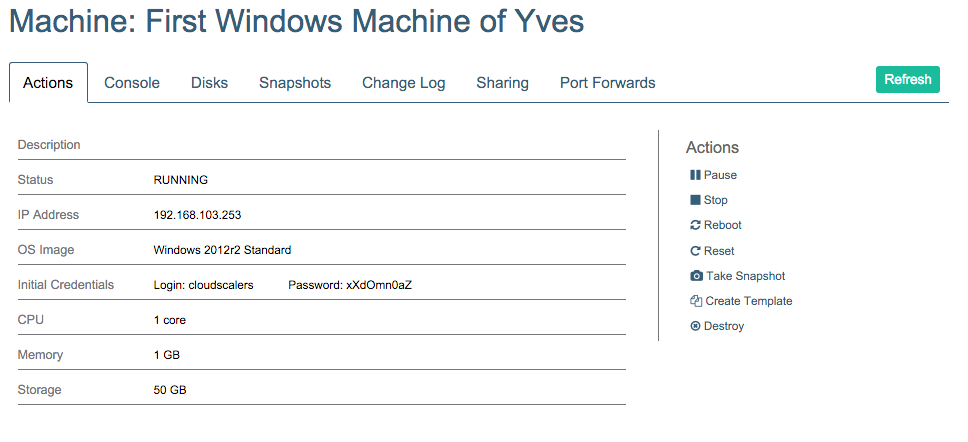 Machine: First Windows Machine of Yves
Actions Console Disks Snapshots Change Log Sharing Port Forwards Refresh
Description
Status RUNNING
IP Address 192.168.103.253
OS Image Windows 2012r2 Standard
Initial Credentials Login: cloudscalers Password: xXdOmn0aZ
CPU 1 core
Memory 1 GB
Storage 50 GB
Actions
Pause
Stop
Reboot
Reset
Take Snapshot
Create Template
Destroy